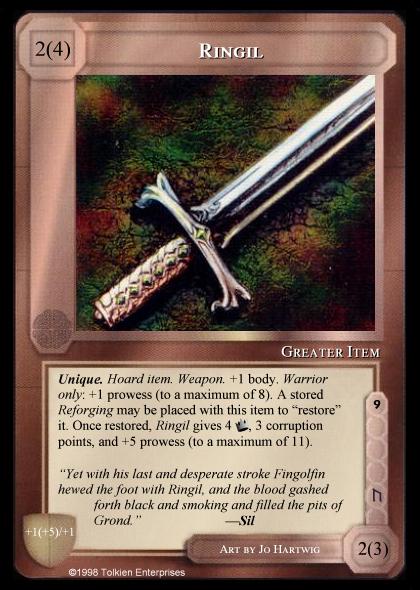 2(4)
RINGIL
GREATER ITEM
Unique. Hoard item. Weapon. +1 body. Warrior
only: +1 prowess (to a maximum of 8). A stored
Reforging may be placed with this item to “restore”
it. Once restored, Ringil gives 4 , 3 corruption
points, and +5 prowess (to a maximum of 11).
9
“Yet with his last and desperate stroke Fingolfin
hewed the foot with Ringil, and the blood gashed
forth black and smoking and filled the pits of
Grond.” —Sil
+1(+5)/+1
ART BY JO HARTWIG
2(3)
©1998 Tolkien Enterprises